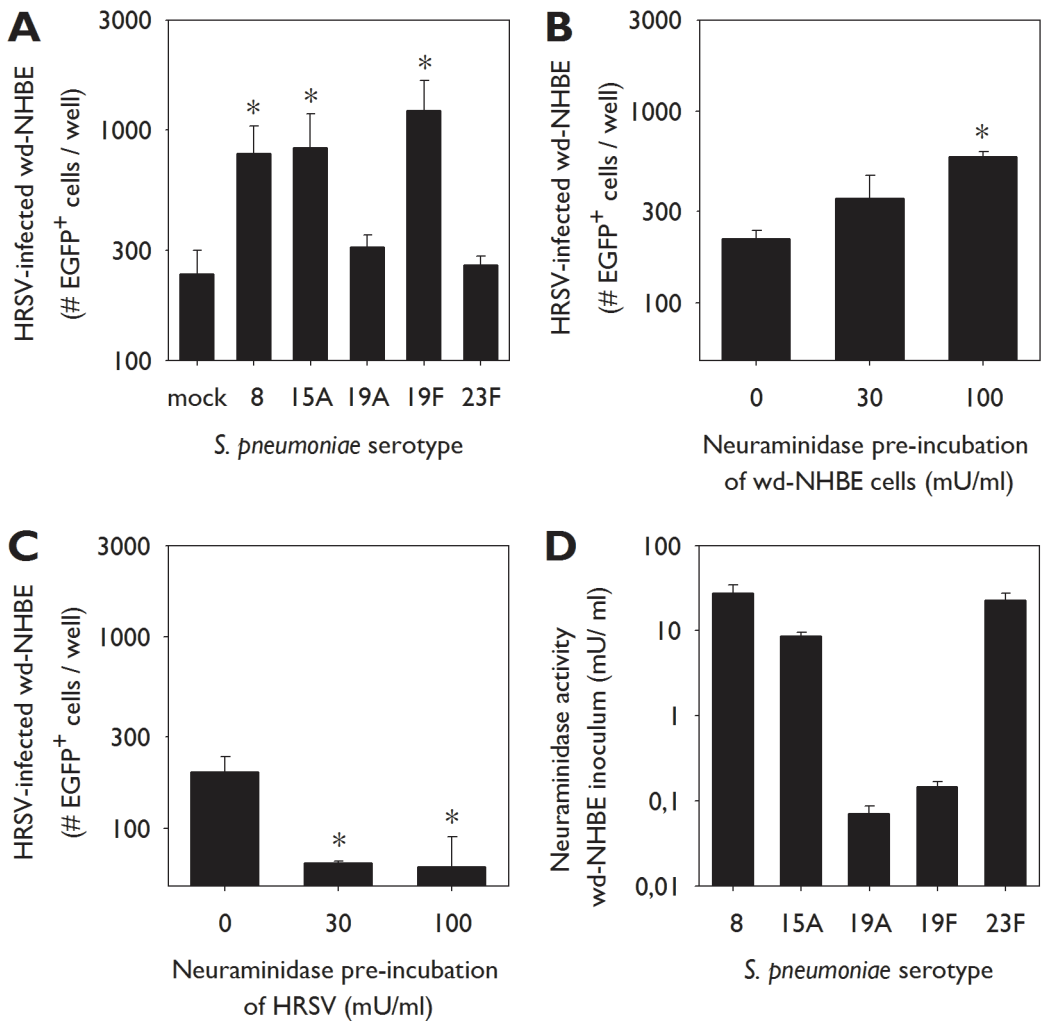 A
HRSV-infected wd-NHBE
(# EGFP+ cells / well)
3000
1000
300
100
*
*
*
mock 8 15A 19A 19F 23F
S. pneumoniae serotype
B
HRSV-infected wd-NHBE
(# EGFP+ cells / well)
3000
1000
300
100
*
0 30 100
Neuraminidase pre-incubation
of wd-NHBE cells (mU/ml)
C
HRSV-infected wd-NHBE
(# EGFP+ cells / well)
3000
1000
300
100
*
*
0 30 100
Neuraminidase pre-incubation
of HRSV (mU/ml)
D
Neuraminidase activity
wd-NHBE inoculum (mU/ ml)
100
10
1
0,1
0,01
8 15A 19A 19F 23F
S. pneumoniae serotype